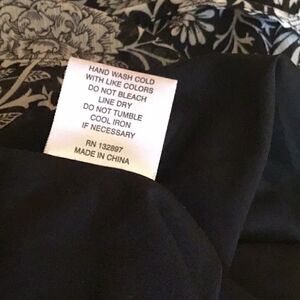 HAND WASH COLD
WITH LIKE COLORS
DO NOT BLEACH
LINE DRY
DO NOT TUMBLE
COOL IRON
IF NECESSARY
RN 132897
MADE IN CHINA